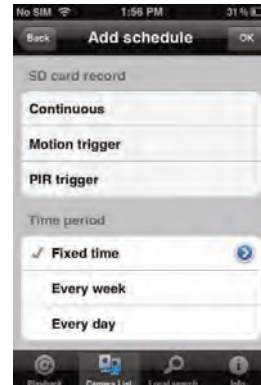 No SIM 1:56 PM 31%
Back Add schedule OK
SD card record
Continuous
Motion trigger
PIR trigger
Time period
Fixed time
Every week
Every day
Playback Camera List Local search Info